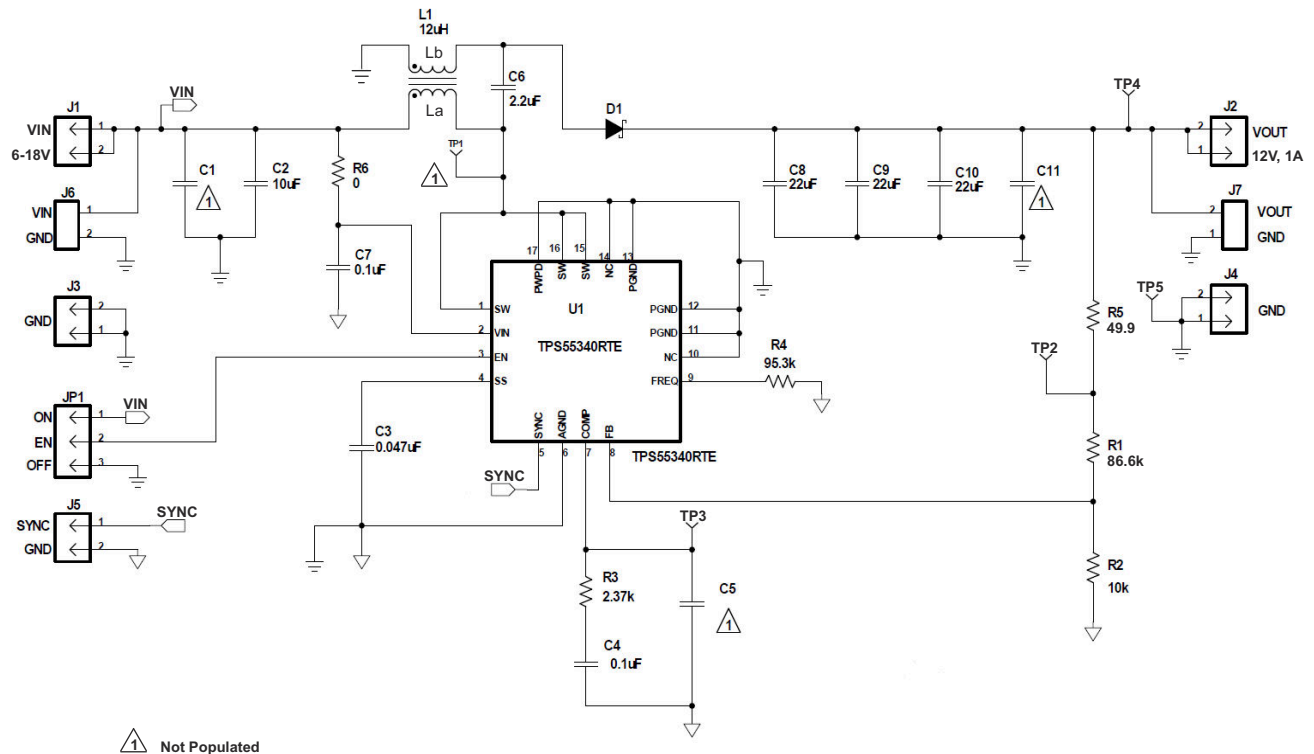 L1
12uH
Lb
La
C6
2.2uF
D1
TP4
J1
VIN
VIN
6-18V
1
2
J6
VIN
GND
1
2
C1
1
C2
10uF
R6
0
C7
0.1uF
TP1
1
C8
22uF
C9
22uF
C10
22uF
C11
1
J2
2
1
VOUT
12V, 1A
J7
2
1
VOUT
GND
J3
GND
2
1
J4
2
1
GND
TP5
17
16
15
14
13
PWPD
SW
SW
NC
PGND
U1
TPS55340RTE
1
SW
2
VIN
3
EN
4
SS
PGND
12
PGND
11
NC
10
FREQ
9
SYNC
AGND
COMP
FB
5
6
7
8
TPS55340RTE
R4
95.3k
R5
49.9
TP2
R1
86.6k
R2
10k
JP1
ON
EN
OFF
1
2
3
VIN
J5
SYNC
GND
1
2
SYNC
C3
0.047uF
SYNC
TP3
R3
2.37k
C4
0.1uF
C5
1
1 Not Populated